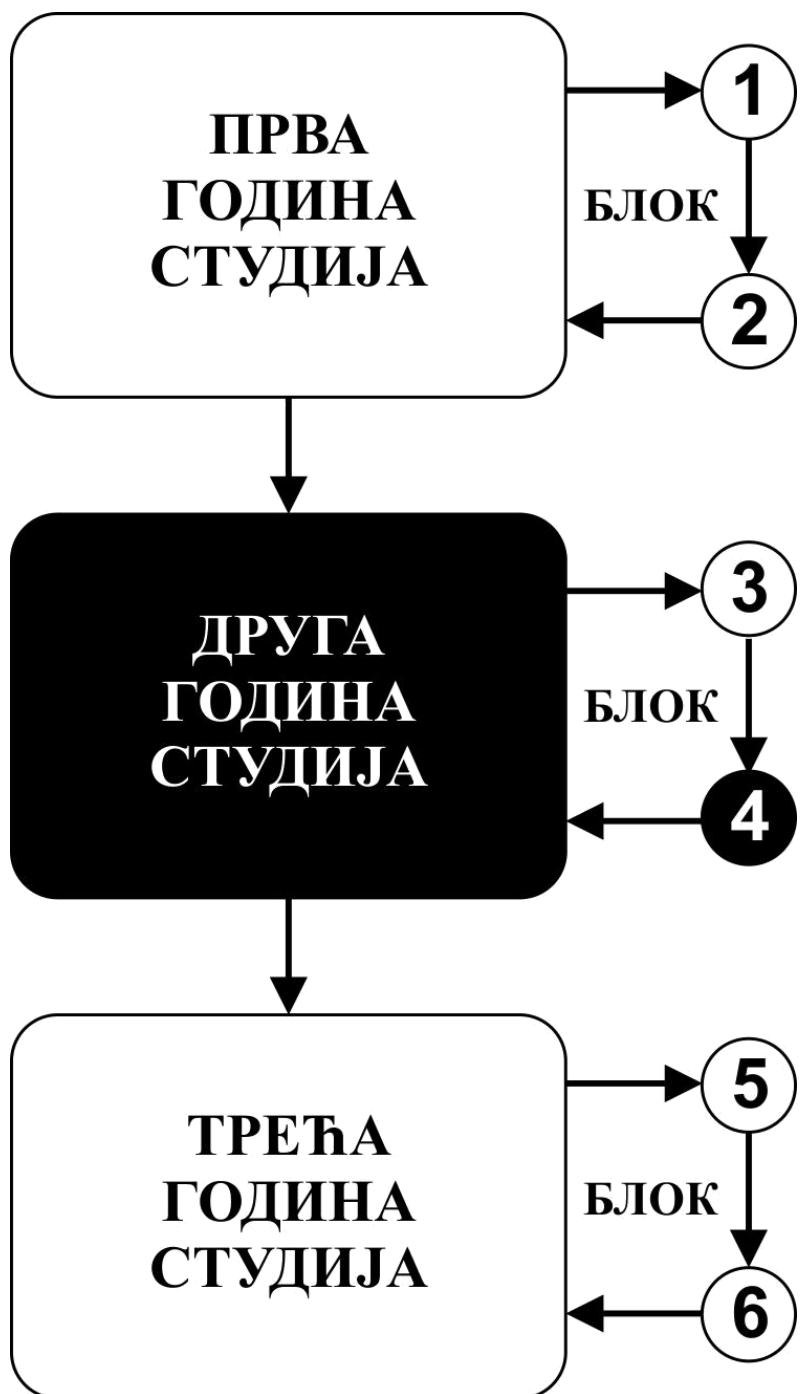 ПРВА
ГОДИНА
СТУДИЈА
1
БЛОК
2
ДРУГА
ГОДИНА
СТУДИЈА
3
БЛОК
4
ТРЕЋА
ГОДИНА
СТУДИЈА
5
БЛОК
6